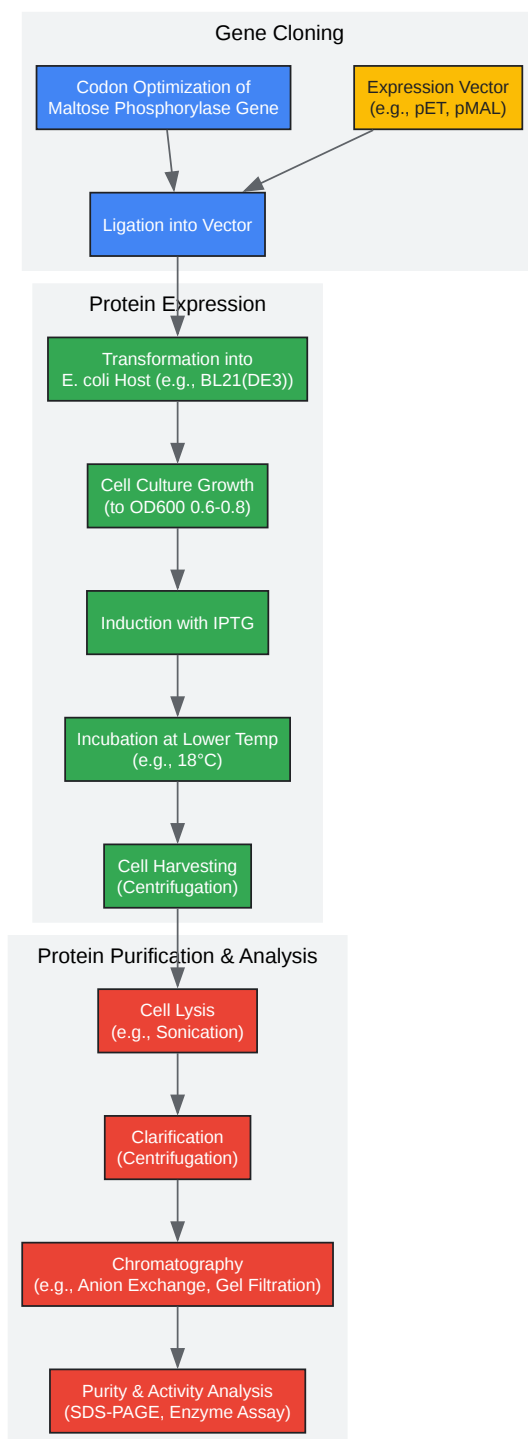 Gene Cloning
Codon Optimization of
Maltose Phosphorylase Gene
Expression Vector
(e.g., pET, pMAL)
Ligation into Vector
Protein Expression
Transformation into
E. coli Host (e.g., BL21(DE3))
Cell Culture Growth
(to OD600 0.6-0.8)
Induction with IPTG
Incubation at Lower Temp
(e.g., 18°C)
Cell Harvesting
(Centrifugation)
Protein Purification & Analysis
Cell Lysis
(e.g., Sonication)
Clarification
(Centrifugation)
Chromatography
(e.g., Anion Exchange, Gel Filtration)
Purity & Activity Analysis
(SDS-PAGE, Enzyme Assay)